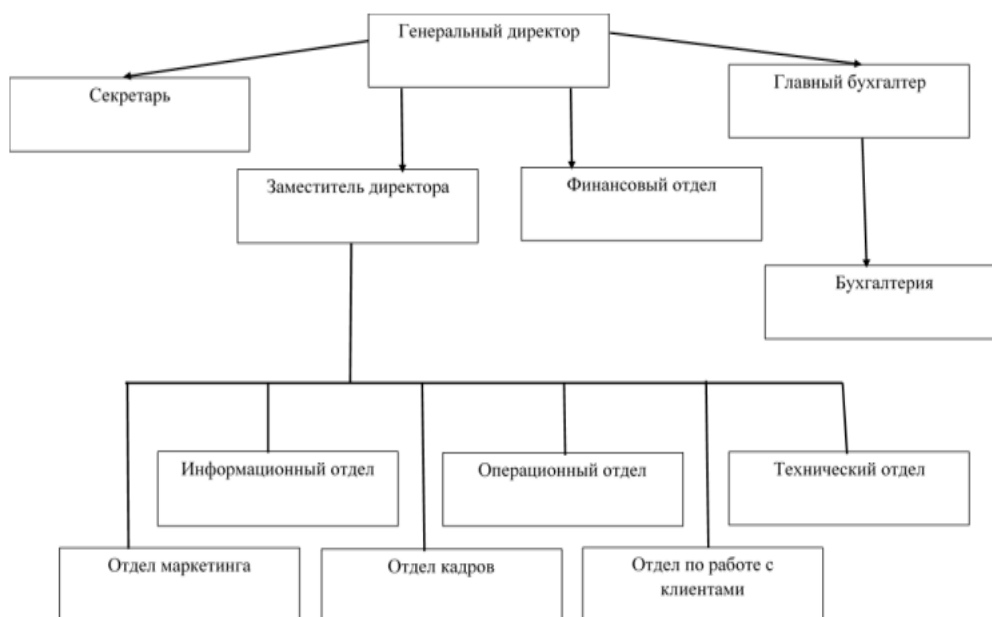 Генеральный директор
Секретарь
Главный бухгалтер
Заместитель директора
Финансовый отдел
Бухгалтерия
Информационный отдел
Операционный отдел
Технический отдел
Отдел маркетинга
Отдел кадров
Отдел по работе с
клиентами